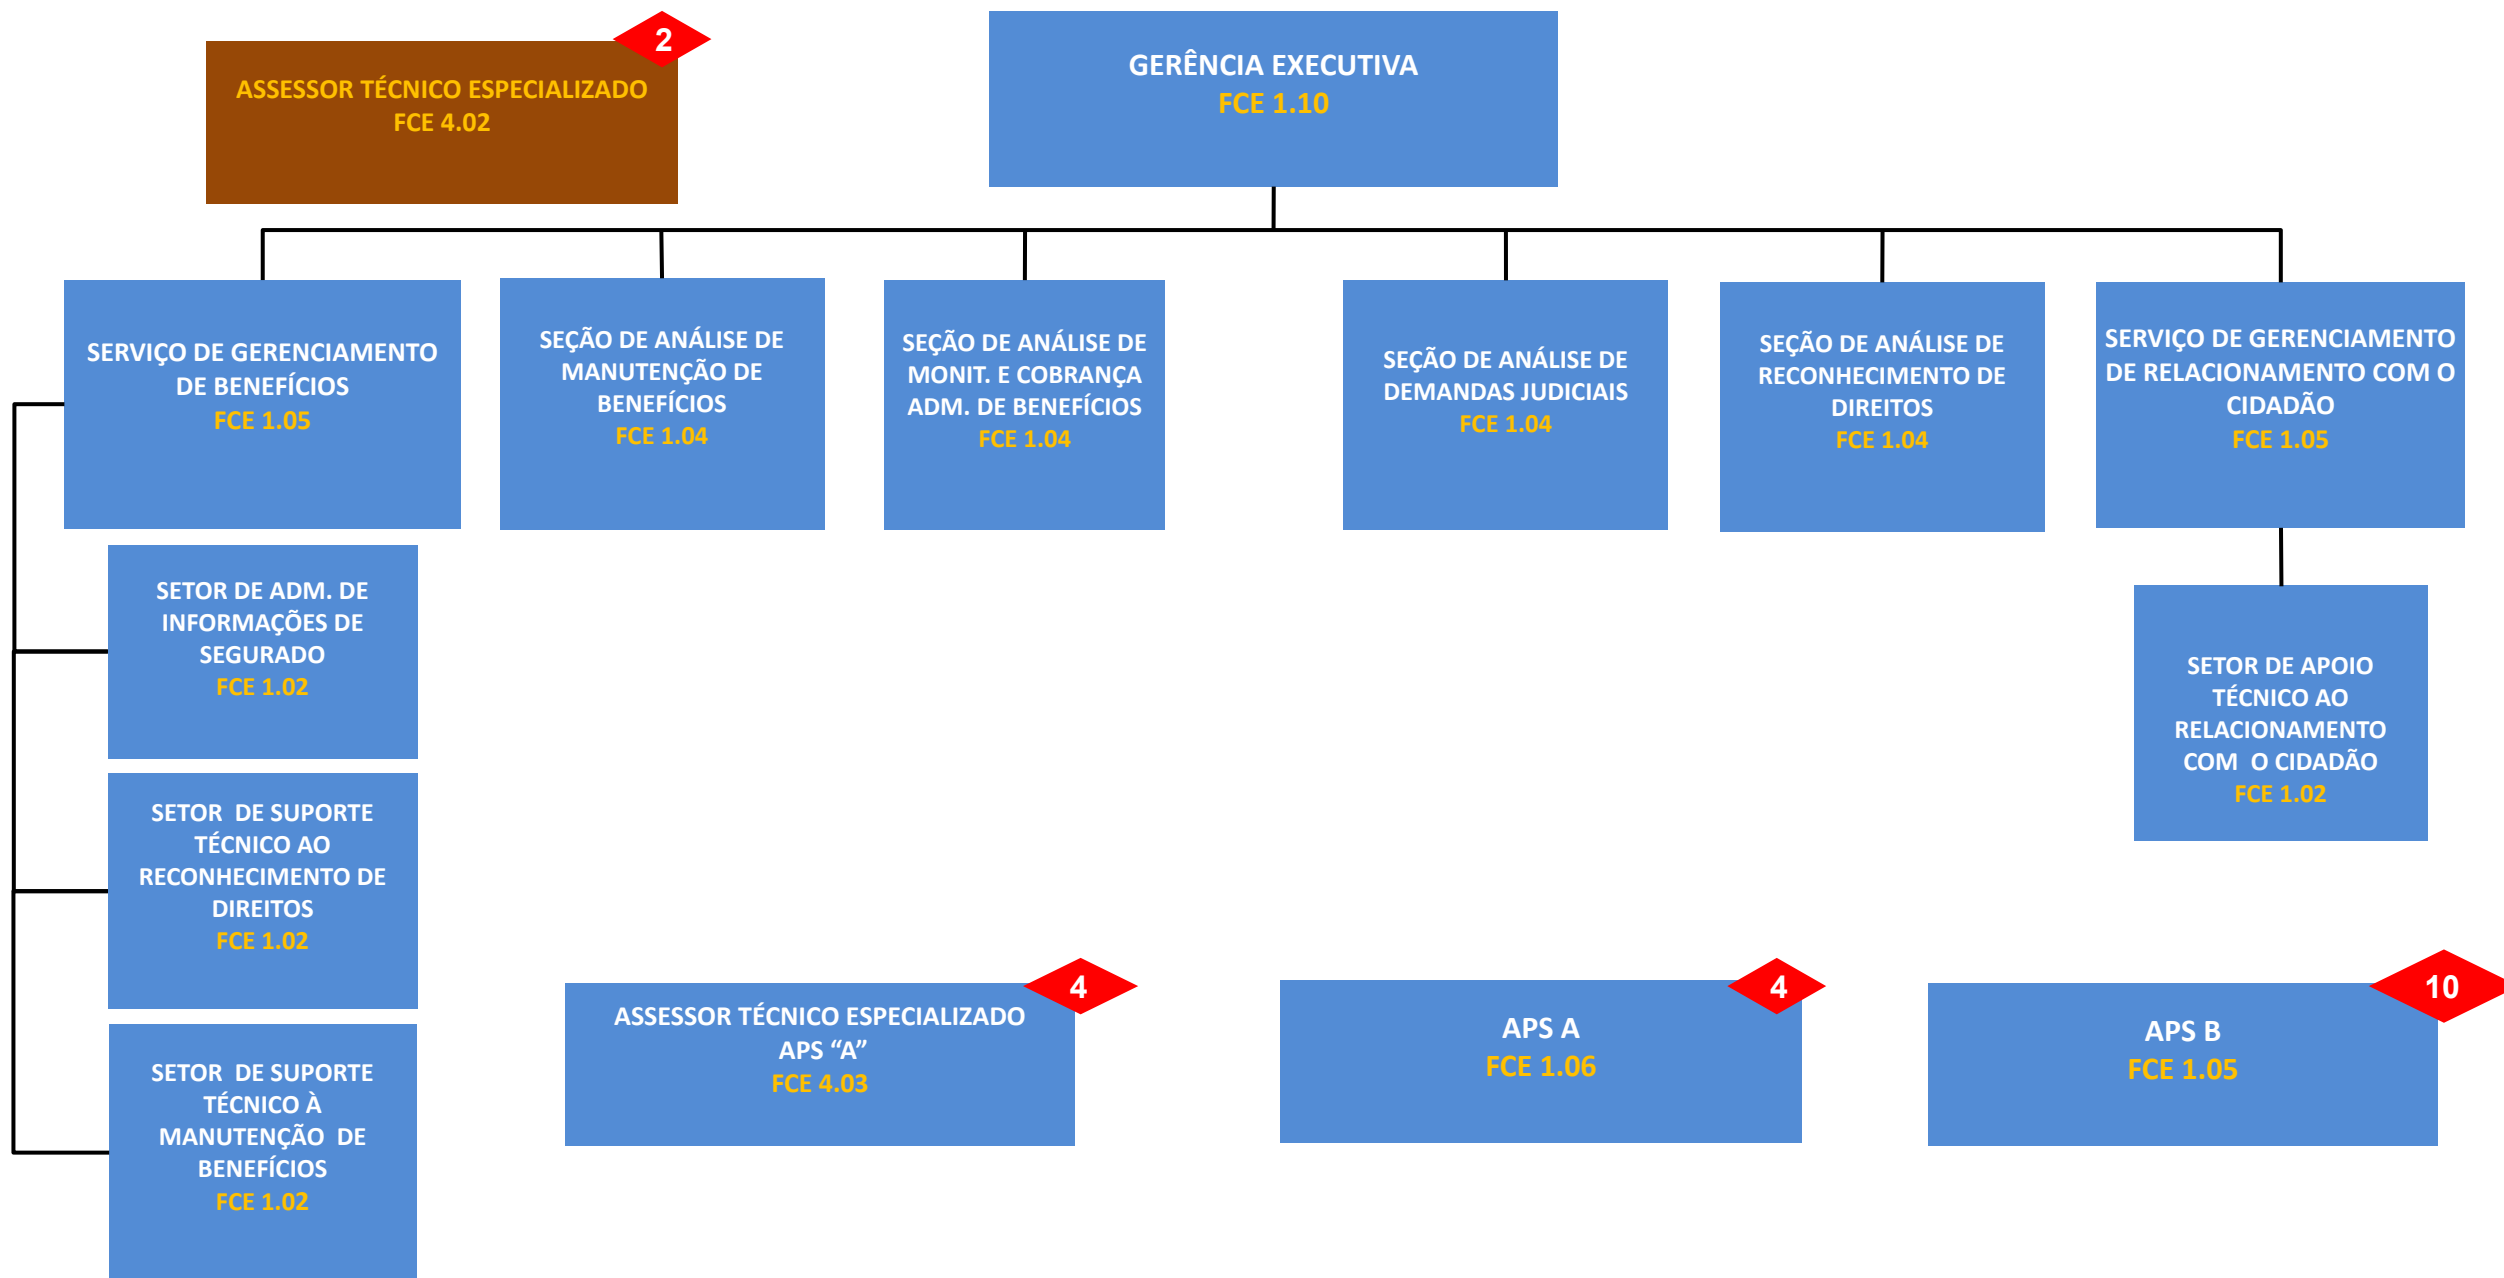 2
ASSESSOR TÉCNICO ESPECIALIZADO
FCE 4.02
GERÊNCIA EXECUTIVA
FCE 1.10
SERVIÇO DE GERENCIAMENTO
DE BENEFÍCIOS
FCE 1.05
SEÇÃO DE ANÁLISE DE
MANUTENÇÃO DE
BENEFÍCIOS
FCE 1.04
SEÇÃO DE ANÁLISE DE
MONIT. E COBRANÇA
ADM. DE BENEFÍCIOS
FCE 1.04
SEÇÃO DE ANÁLISE DE
DEMANDAS JUDICIAIS
FCE 1.04
SEÇÃO DE ANÁLISE DE
RECONHECIMENTO DE
DIREITOS
FCE 1.04
SERVIÇO DE GERENCIAMENTO
DE RELACIONAMENTO COM O
CIDADÃO
FCE 1.05
SETOR DE ADM. DE
INFORMAÇÕES DE
SEGURADO
FCE 1.02
SETOR DE APOIO
TÉCNICO AO
RELACIONAMENTO
COM O CIDADÃO
FCE 1.02
SETOR DE SUPORTE
TÉCNICO AO
RECONHECIMENTO DE
DIREITOS
FCE 1.02
SETOR DE SUPORTE
TÉCNICO À
MANUTENÇÃO DE
BENEFÍCIOS
FCE 1.02
4
ASSESSOR TÉCNICO ESPECIALIZADO
APS “A”
FCE 4.03
4
APS A
FCE 1.06
10
APS B
FCE 1.05